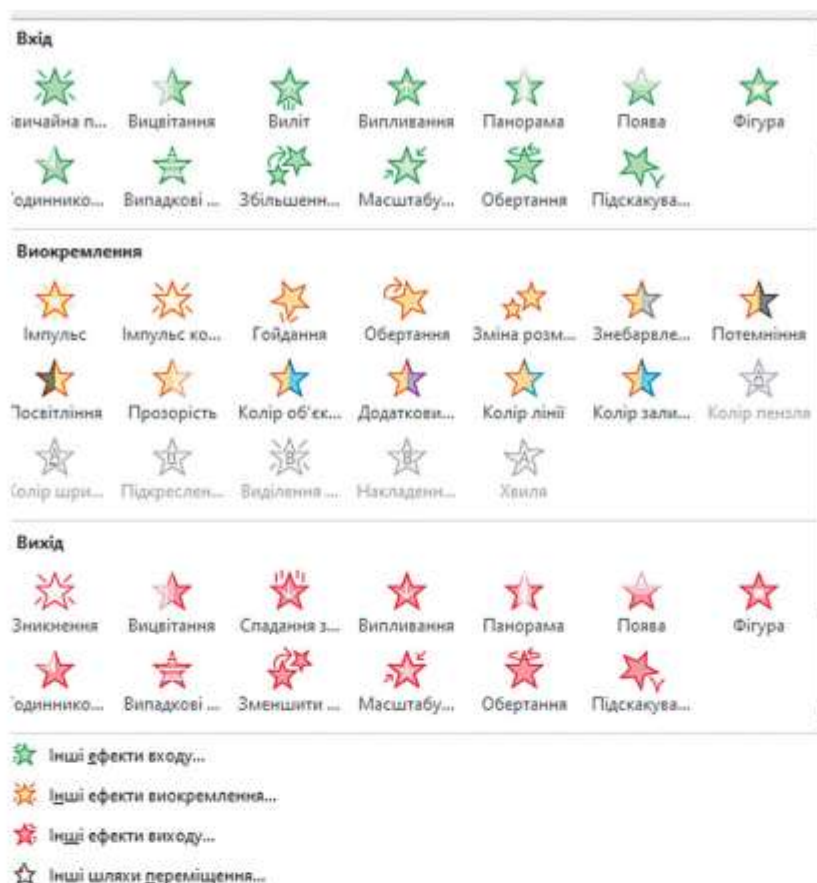 Вхід
вичайна п... Вицвітання Виліт Випливання Панорама Поява Фігура
одиннико... Випадкові ... Збільшенн... Масштабу... Обертання Підскакува...
Виокремлення
Імпульс Імпульс ко... Гойдання Обертання Зміна розм... Знебарвле... Потемніння
Посвітління Прозорість Колір об'єк... Додаткови... Колір лінії Колір зали... Колір пензля
Колір шри... Підкреслен... Виділення ... Накладенн... Хвиля
Вихід
Зникнення Вицвітання Спадання з... Випливання Панорама Поява Фігура
одиннико... Випадкові ... Зменшити ... Масштабу... Обертання Підскакува...
Інші ефекти входу...
Інші ефекти виокремлення...
Інші ефекти виходу...
Інші шляхи переміщення...